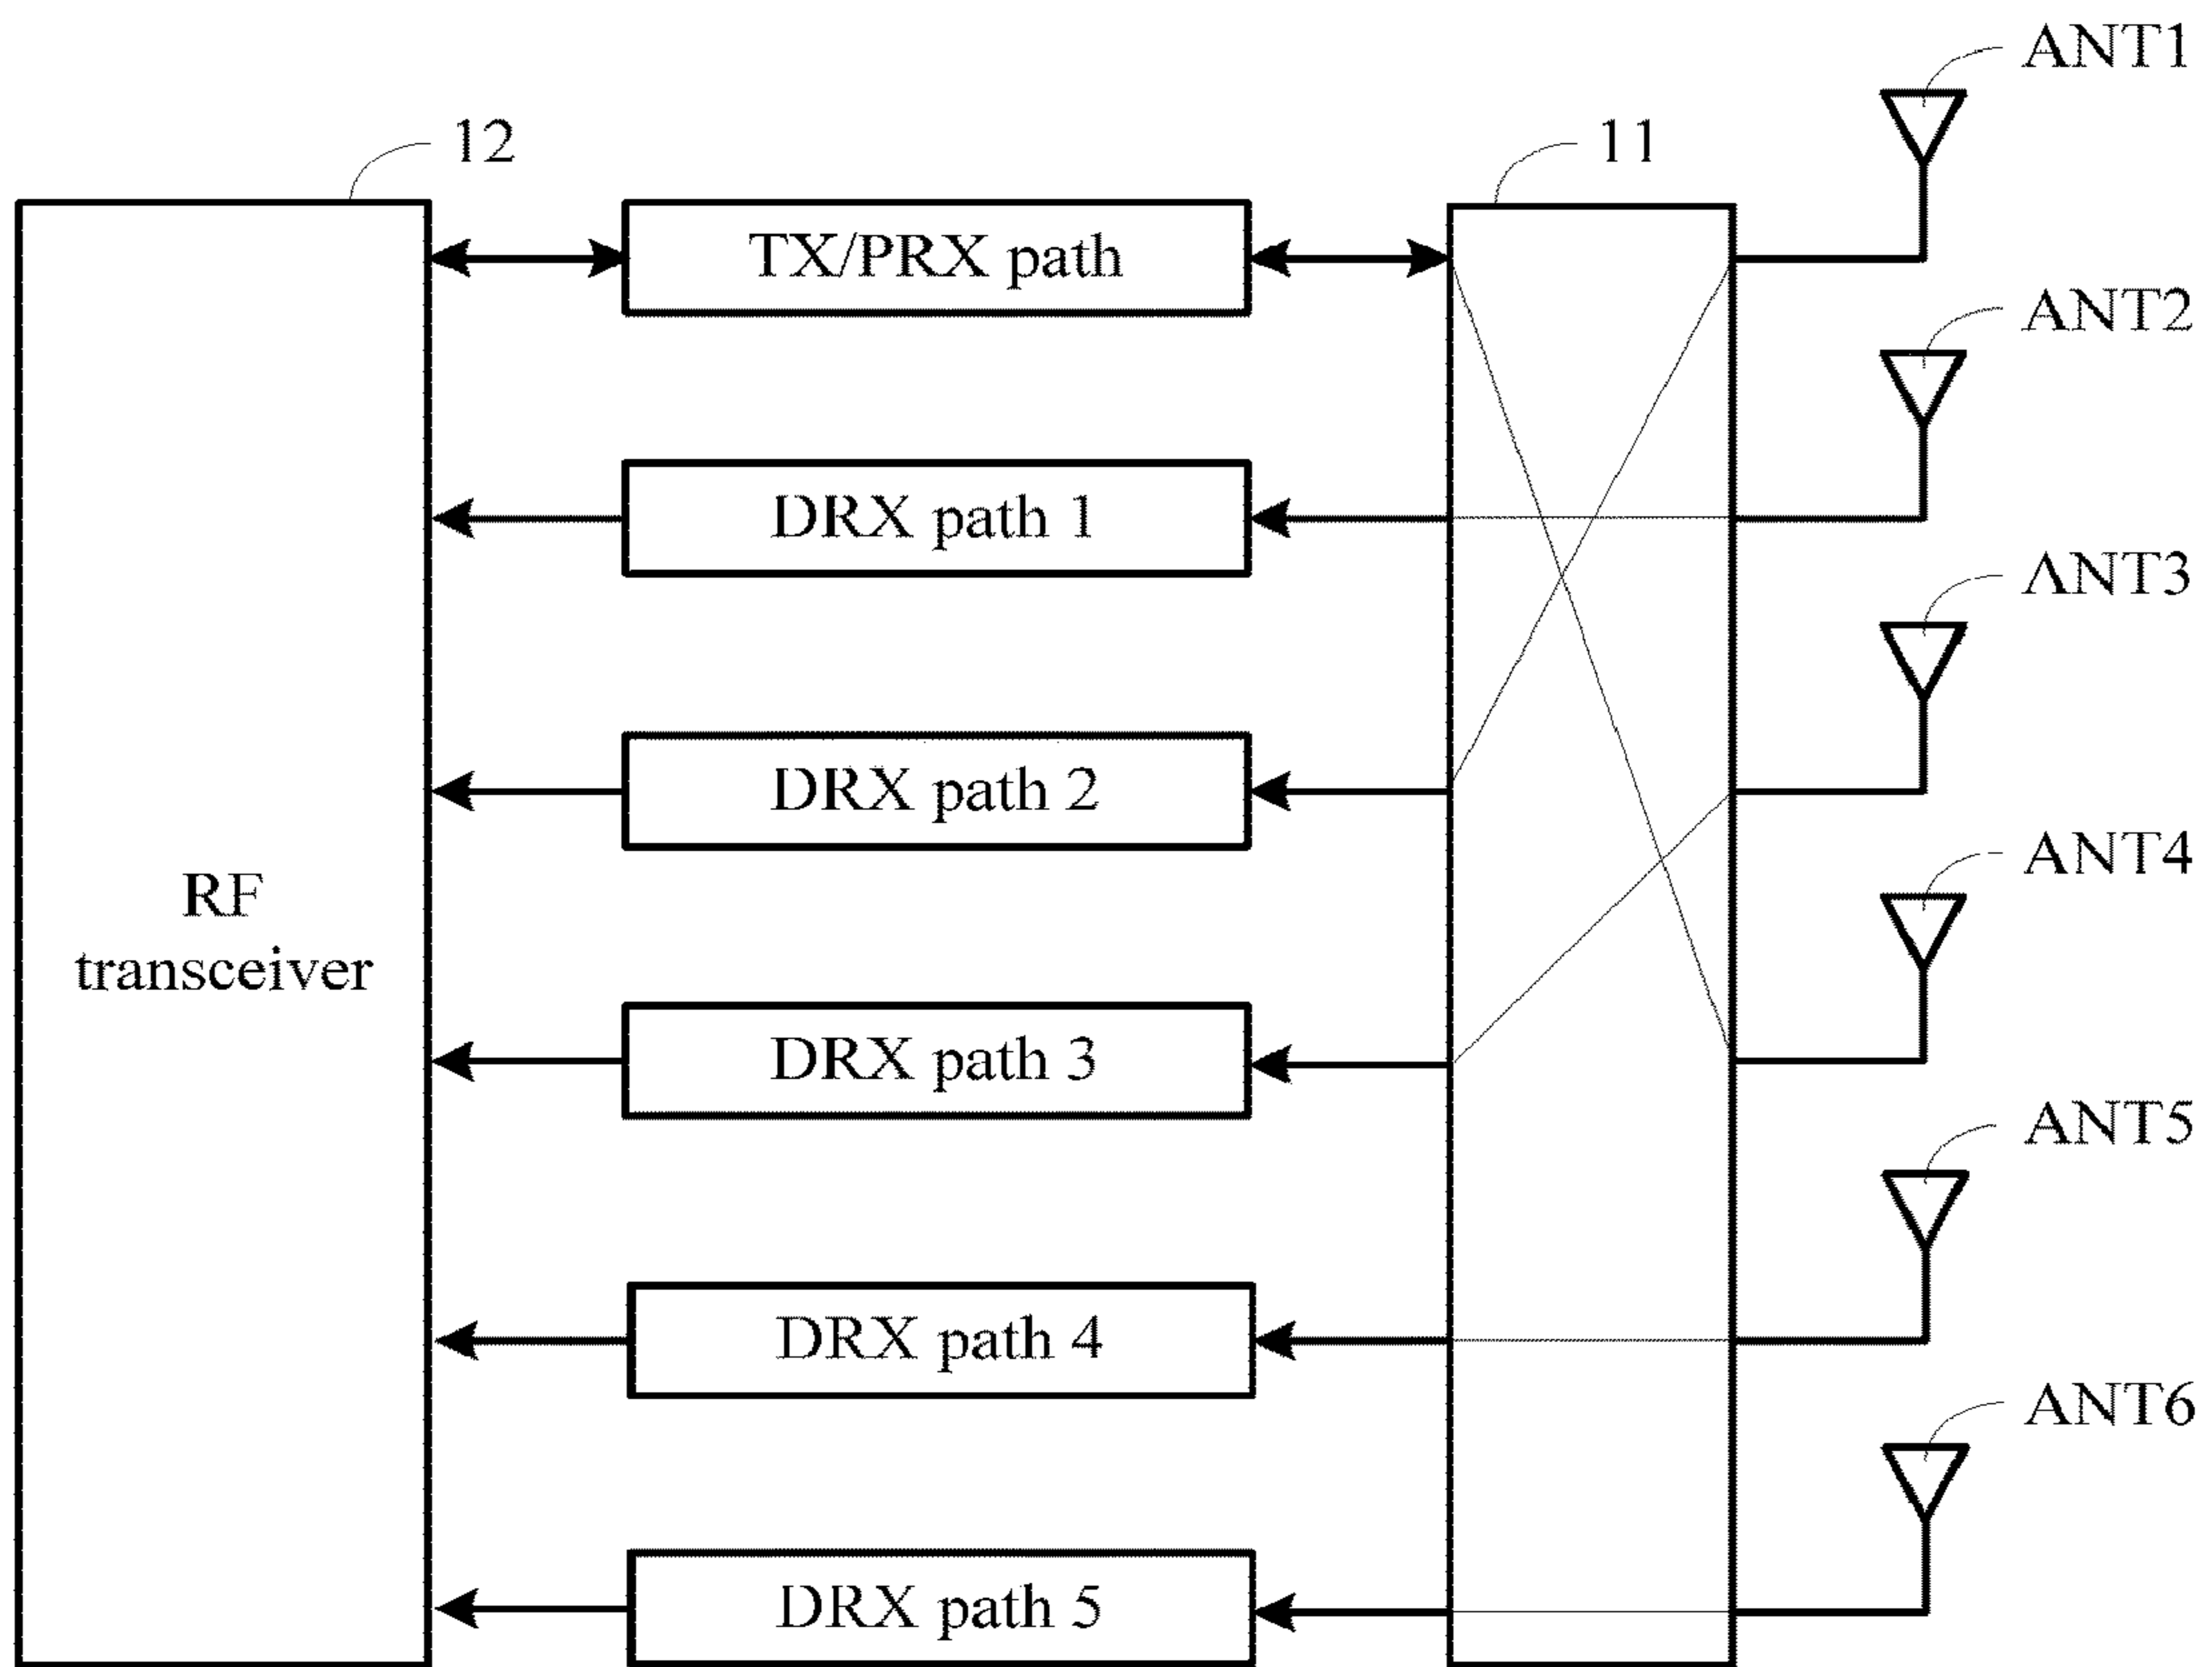 ANT1
12
11
TX/PRX path
ANT2
DRX path 1
ANT3
DRX path 2
ANT4
RF
transceiver
DRX path 3
ANT5
DRX path 4
ANT6
DRX path 5